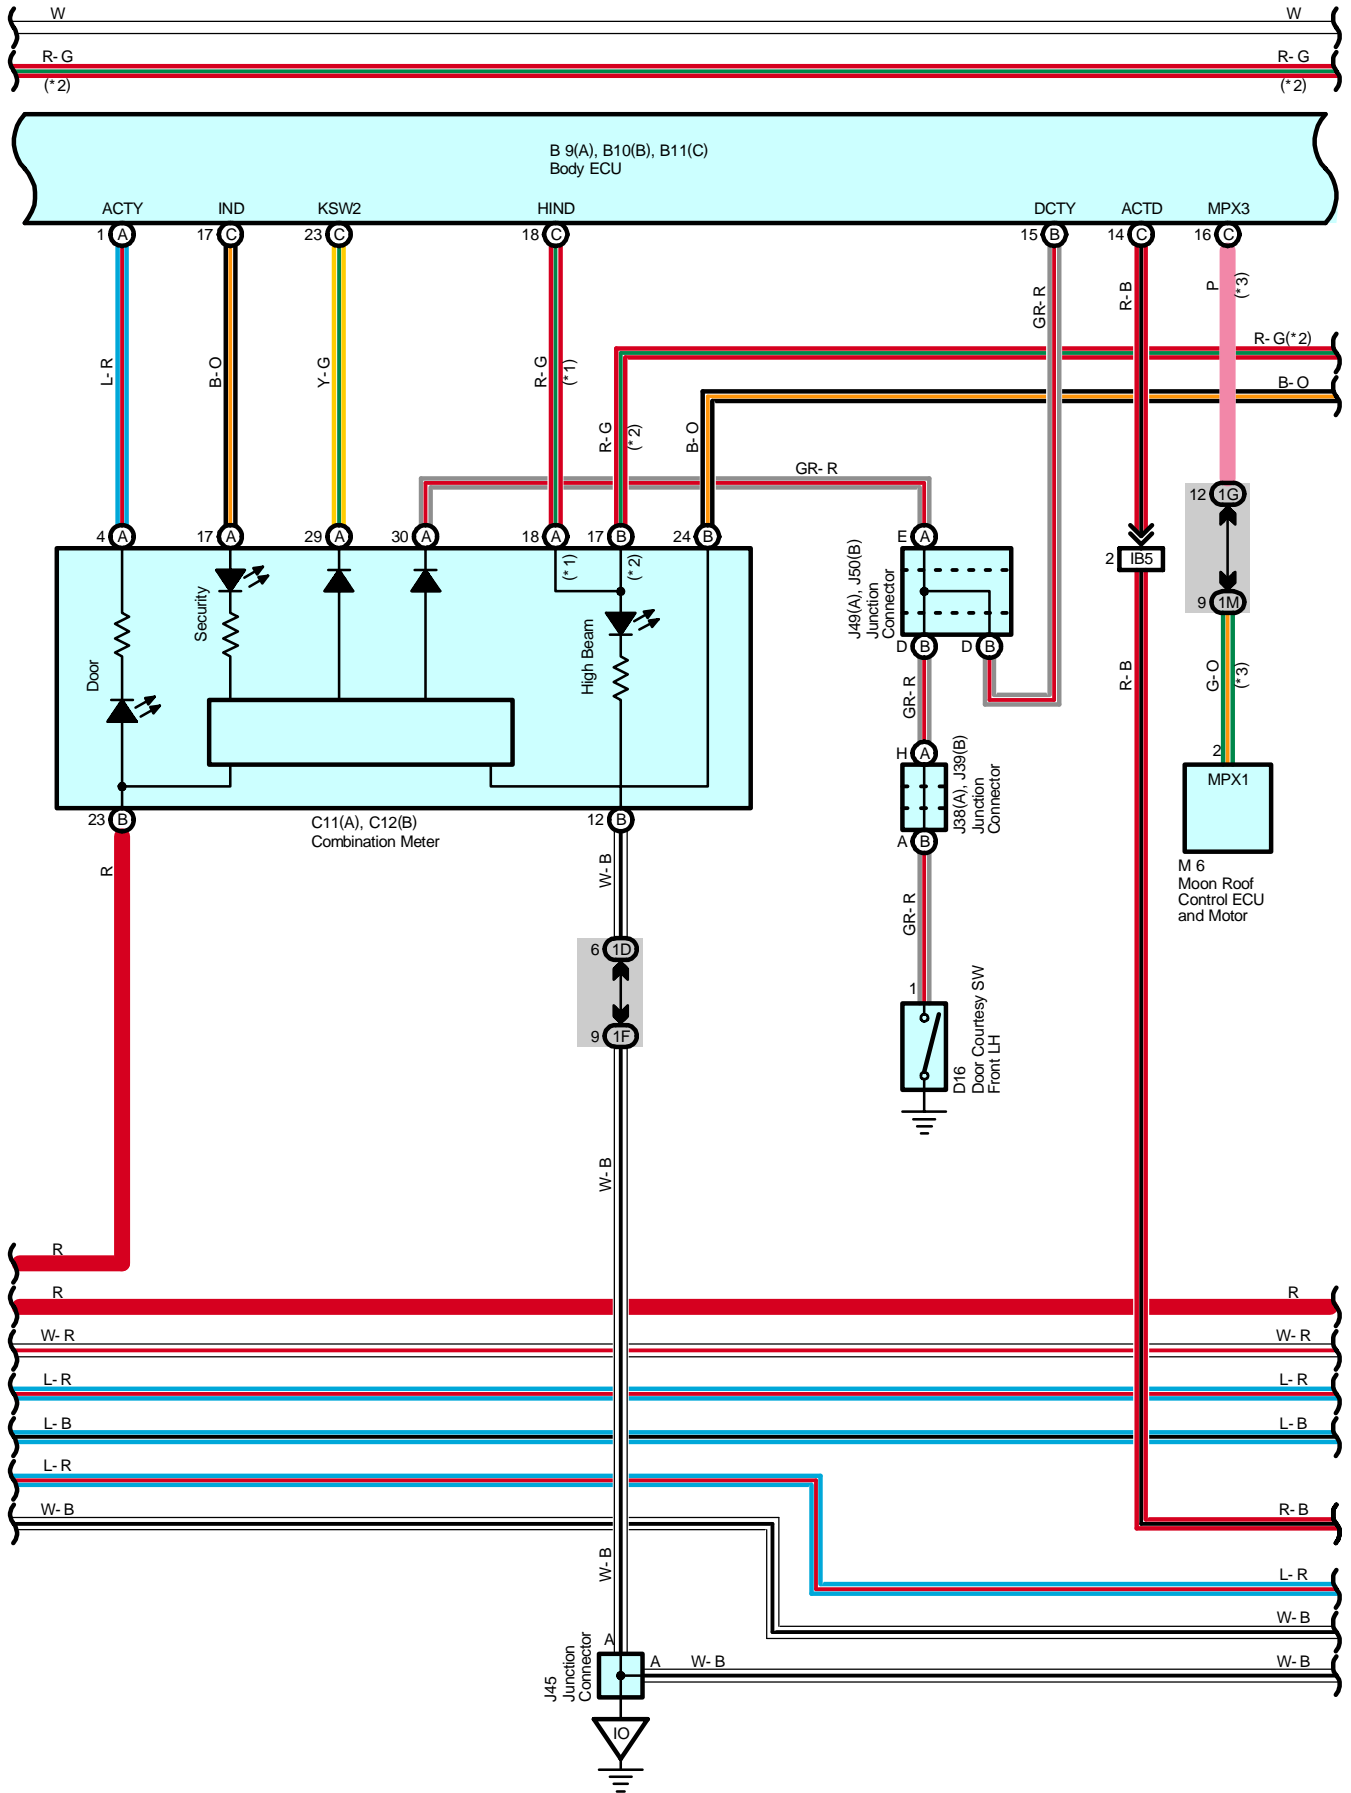 W W
R-G R-G
(*2) (*2)
B 9(A), B10(B), B11(C)
Body ECU
ACTY IND KSW2 HIND DCTY ACTD MPX3
1 A 17 C 23 C 18 C 15 B 14 C 16 C
L-R
B-O
Y-G
R-G
(*1)
R-G
(*2)
B-O
GR-R
GR-R
R-B
P
(*3)
R-G(*2)
B-O
12 1G
4 A 17 A 29 A 30 A 18 A 17 B 24 B E A
(*1)
(*2)
2 IB5
9 1M
Door
Security
High Beam
J49(A), J50(B)
Junction
Connector
D B D B
GR-R
R-B
G-O
(*3)
H A
J38(A), J39(B)
Junction
Connector
A B
2
MPX1
M 6
Moon Roof
Control ECU
and Motor
23 B
C11(A), C12(B)
Combination Meter
12 B
R
W-B
GR-R
6 1D
9 1F
1
D16
Door Courtesy SW
Front LH
W-B
R
R R
W-R W-R
L-R L-R
L-B L-B
L-R
W-B R-B
W-B
L-R
W-B
A
J45
Junction
Connector
A W-B W-B
IO